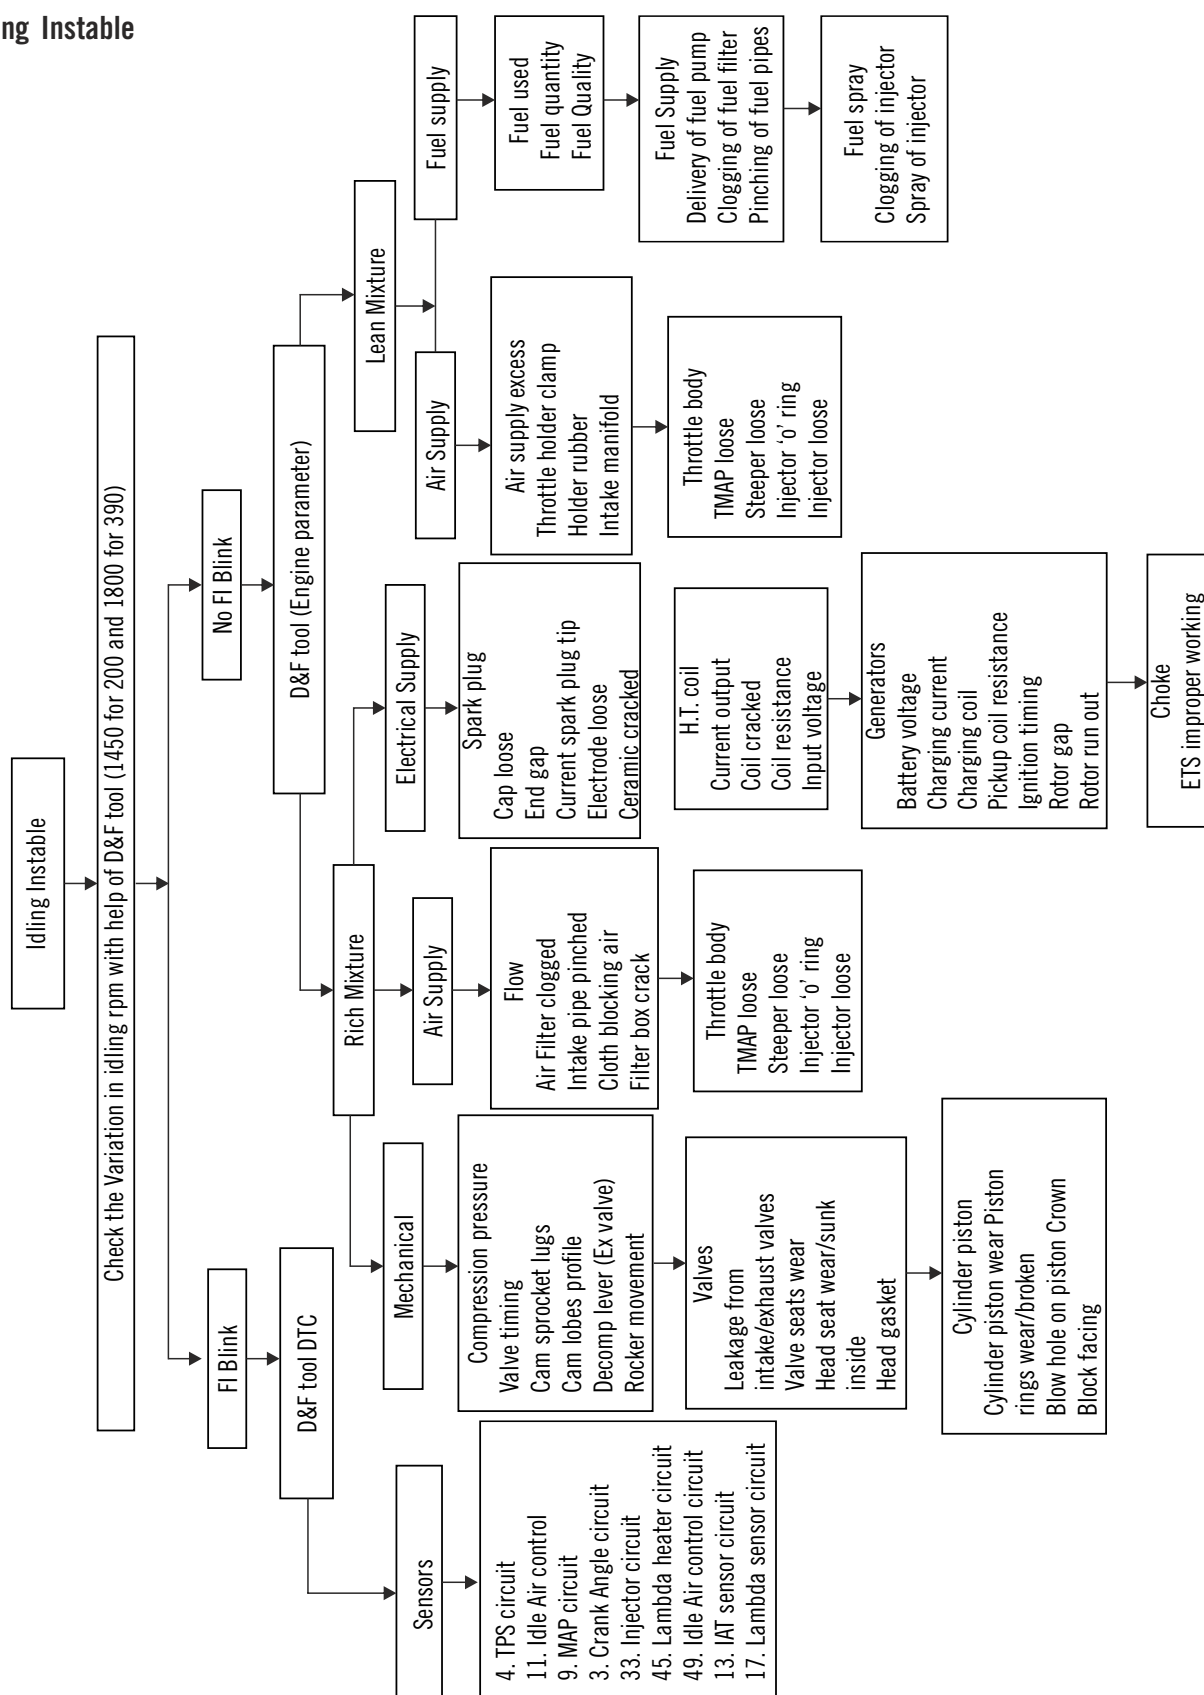 ng Instable
Idling Instable
Check the Variation in idling rpm with help of D&F tool (1450 for 200 and 1800 for 390)
FI Blink
D&F tool DTC
Sensors
4. TPS circuit
11. Idle Air control
9. MAP circuit
3. Crank Angle circuit
33. Injector circuit
45. Lambda heater circuit
49. Idle Air control circuit
13. IAT sensor circuit
17. Lambda sensor circuit
No FI Blink
D&F tool (Engine parameter)
Rich Mixture
Mechanical
Compression pressure
Valve timing
Cam sprocket lugs
Cam lobes profile
Decomp lever (Ex valve)
Rocker movement
Valves
Leakage from
intake/exhaust valves
Valve seats wear
Head seat wear/sunk
inside
Head gasket
Cylinder piston
Cylinder piston wear Piston
rings wear/broken
Blow hole on piston Crown
Block facing
Air Supply
Flow
Air Filter clogged
Intake pipe pinched
Cloth blocking air
Filter box crack
Throttle body
TMAP loose
Steeper loose
Injector ‘o’ ring
Injector loose
Electrical Supply
Spark plug
Cap loose
End gap
Current spark plug tip
Electrode loose
Ceramic cracked
H.T. coil
Current output
Coil cracked
Coil resistance
Input voltage
Generators
Battery voltage
Charging current
Charging coil
Pickup coil resistance
Ignition timing
Rotor gap
Rotor run out
Choke
ETS improper working
Lean Mixture
Air Supply
Air supply excess
Throttle holder clamp
Holder rubber
Intake manifold
Throttle body
TMAP loose
Steeper loose
Injector ‘o’ ring
Injector loose
Fuel supply
Fuel used
Fuel quantity
Fuel Quality
Fuel Supply
Delivery of fuel pump
Clogging of fuel filter
Pinching of fuel pipes
Fuel spray
Clogging of injector
Spray of injector